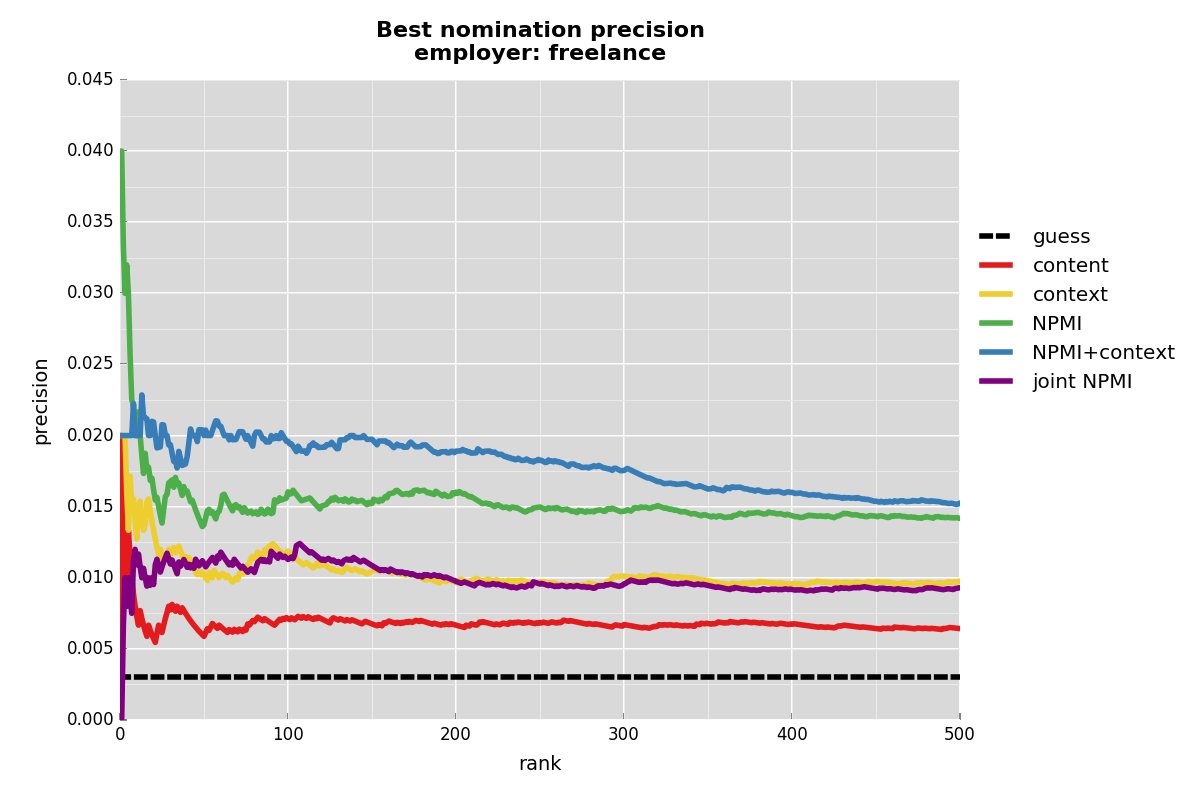 Best nomination precision
employer: freelance
0.045
0.040
0.035
0.030
0.025
0.020
0.015
0.010
0.005
0.000
precision
0 100 200 300 400 500
rank
guess
content
context
NPMI
NPMI+context
joint NPMI